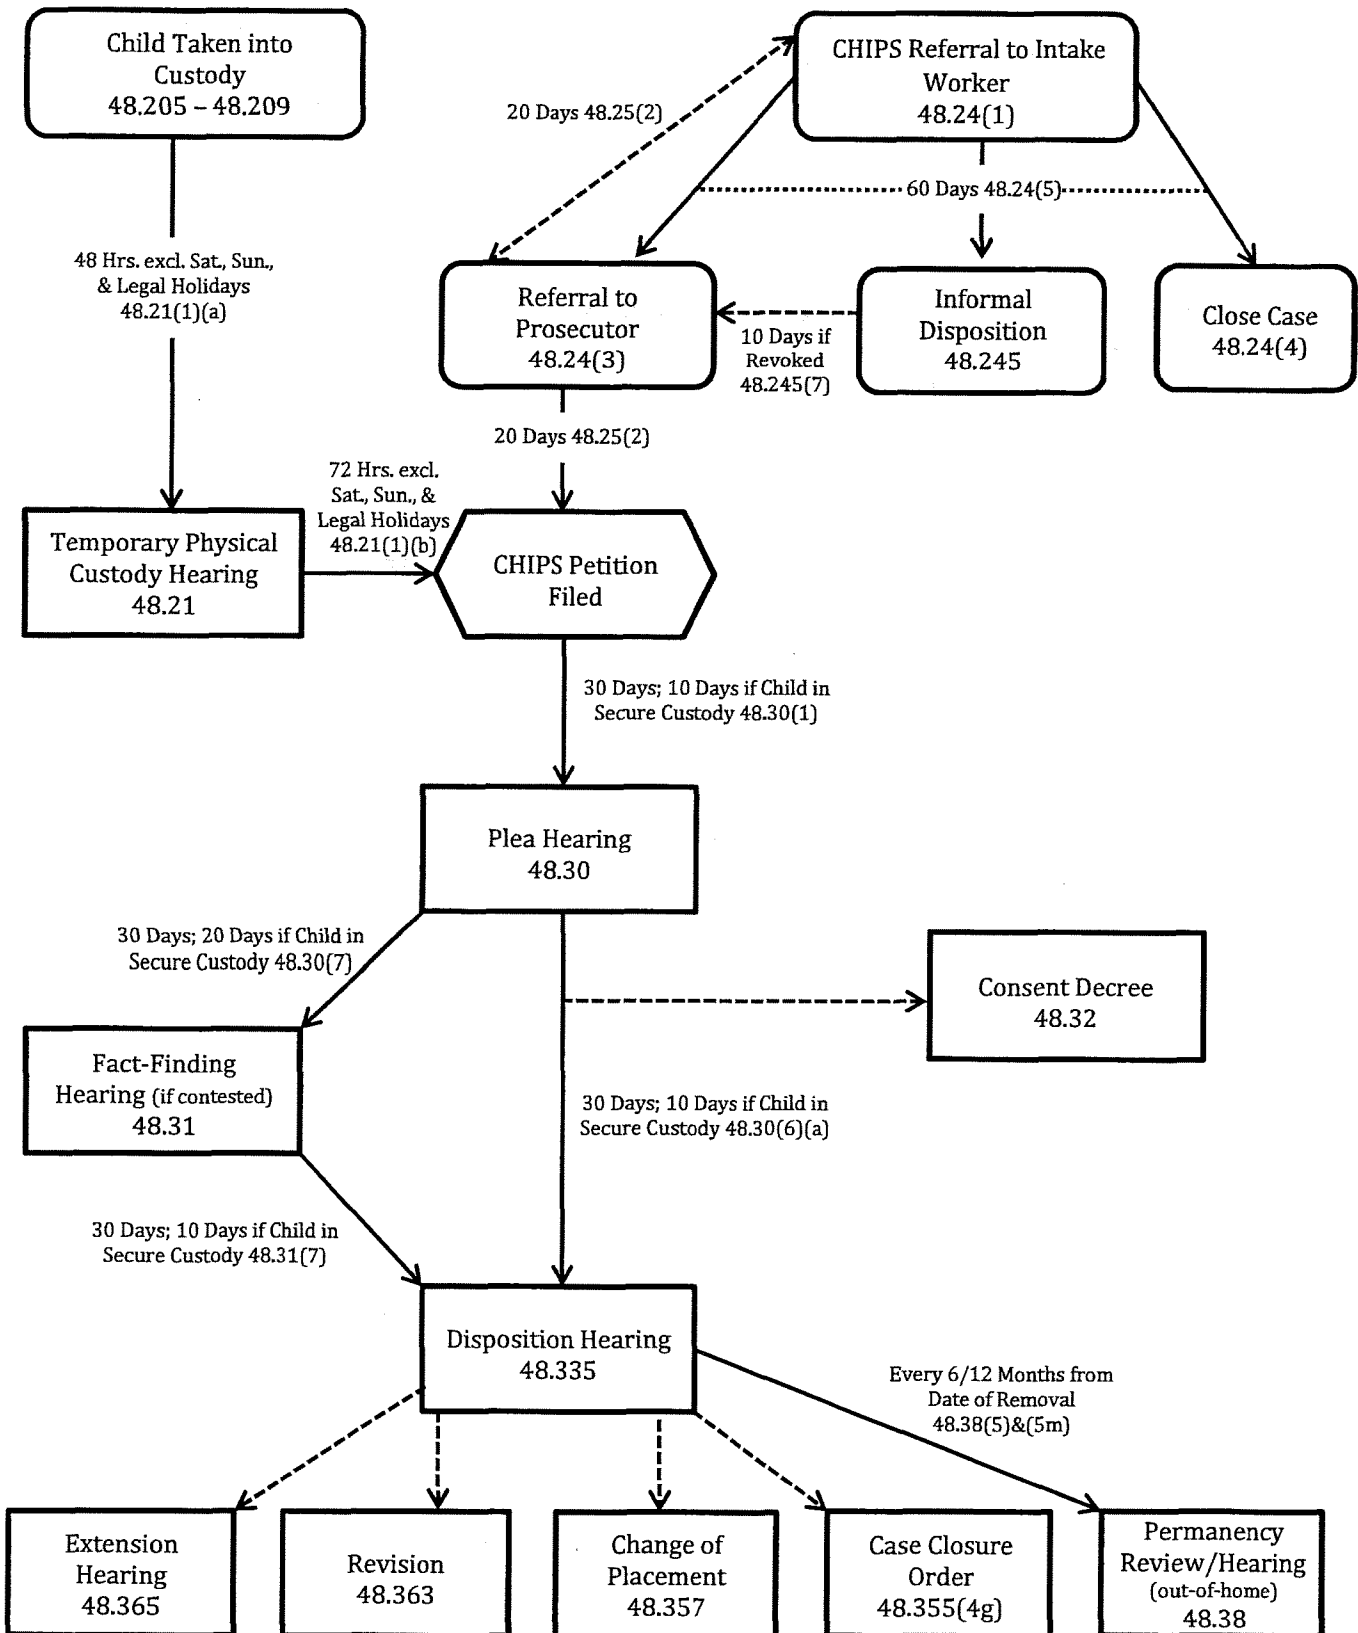 Child Taken into
Custody
48.205 – 48.209
CHIPS Referral to Intake
Worker
48.24(1)
20 Days 48.25(2)
60 Days 48.24(5)
48 Hrs. excl. Sat., Sun.,
& Legal Holidays
48.21(1)(a)
Referral to
Prosecutor
48.24(3)
10 Days if
Revoked
48.245(7)
Informal
Disposition
48.245
Close Case
48.24(4)
20 Days 48.25(2)
72 Hrs. excl.
Sat., Sun., &
Legal Holidays
48.21(1)(b)
Temporary Physical
Custody Hearing
48.21
CHIPS Petition
Filed
30 Days; 10 Days if Child in
Secure Custody 48.30(1)
Plea Hearing
48.30
30 Days; 20 Days if Child in
Secure Custody 48.30(7)
Consent Decree
48.32
Fact-Finding
Hearing (if contested)
48.31
30 Days; 10 Days if Child in
Secure Custody 48.30(6)(a)
30 Days; 10 Days if Child in
Secure Custody 48.31(7)
Disposition Hearing
48.335
Every 6/12 Months from
Date of Removal
48.38(5)&(5m)
Extension
Hearing
48.365
Revision
48.363
Change of
Placement
48.357
Case Closure
Order
48.355(4g)
Permanency
Review/Hearing
(out-of-home)
48.38